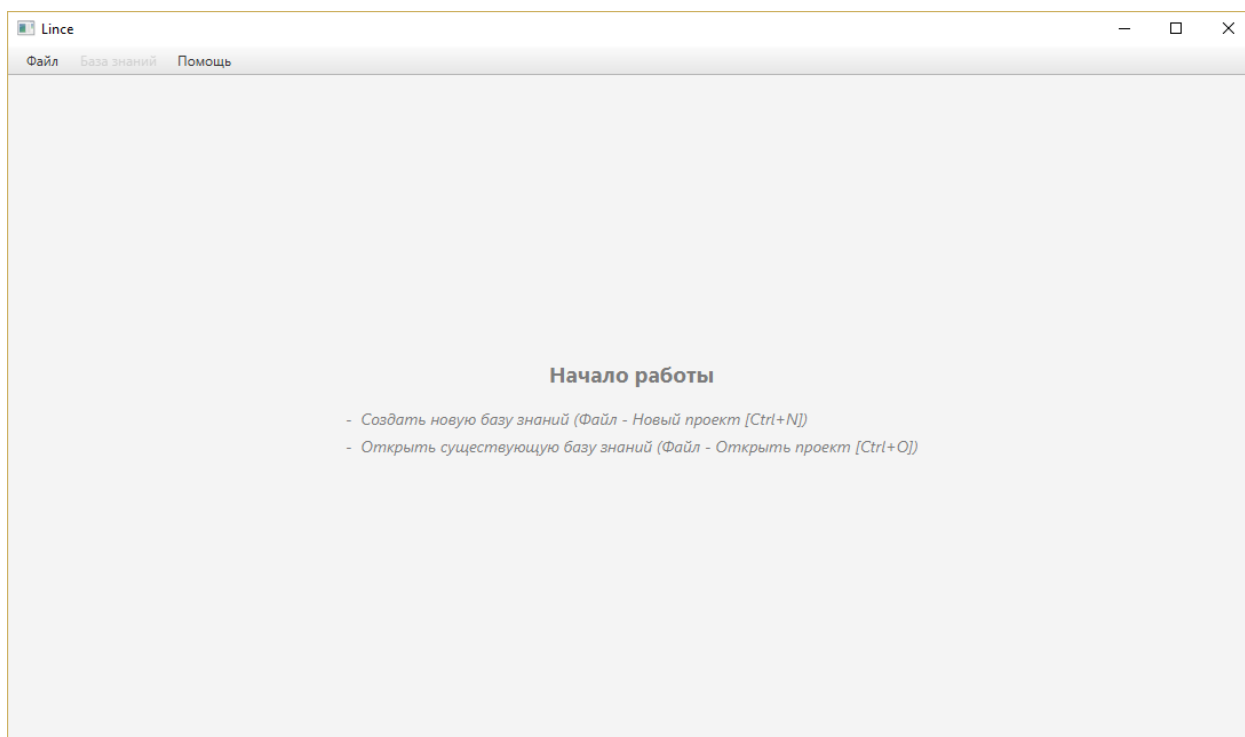 Lince
Файл База знаний Помощь
Начало работы
- Создать новую базу знаний (Файл - Новый проект [Ctrl+N])
- Открыть существующую базу знаний (Файл - Открыть проект [Ctrl+O])